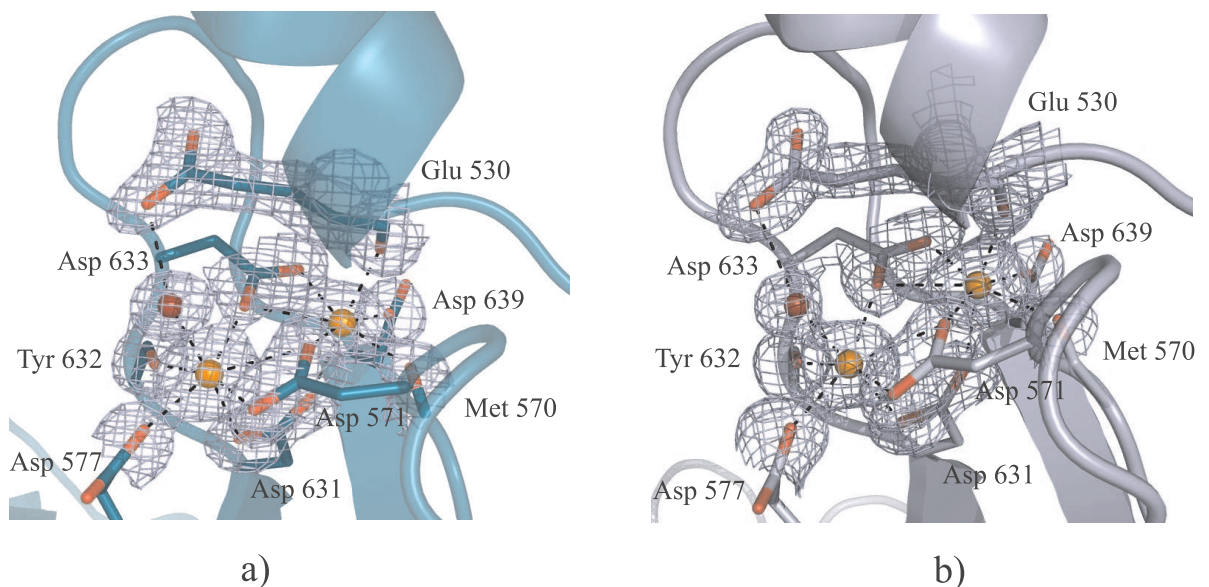 Glu 530
Asp 633
Asp 639
Tyr 632
Met 570
Asp 571
Asp 577
Asp 631
a)
Glu 530
Asp 639
Asp 633
Tyr 632
Met 570
Asp 571
Asp 631
Asp 577
b)